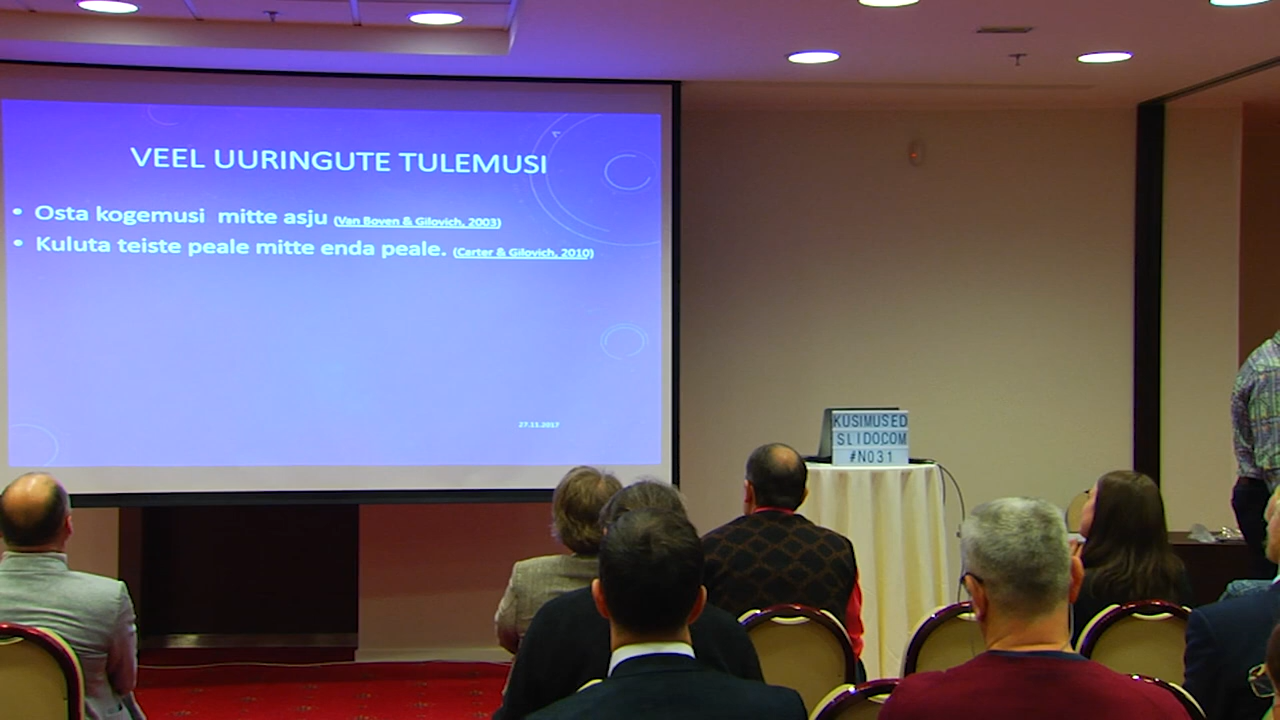 VEEL UURINGUTE TULEMUSI
• Osta kogemusi mitte asju (Van Boven & Gilovich, 2003)
• Kuluta teiste peale mitte enda peale. (Carter & Gilovich, 2010)
27.11.2017
KÜSIMUSED
SLIDOCOM
#N031